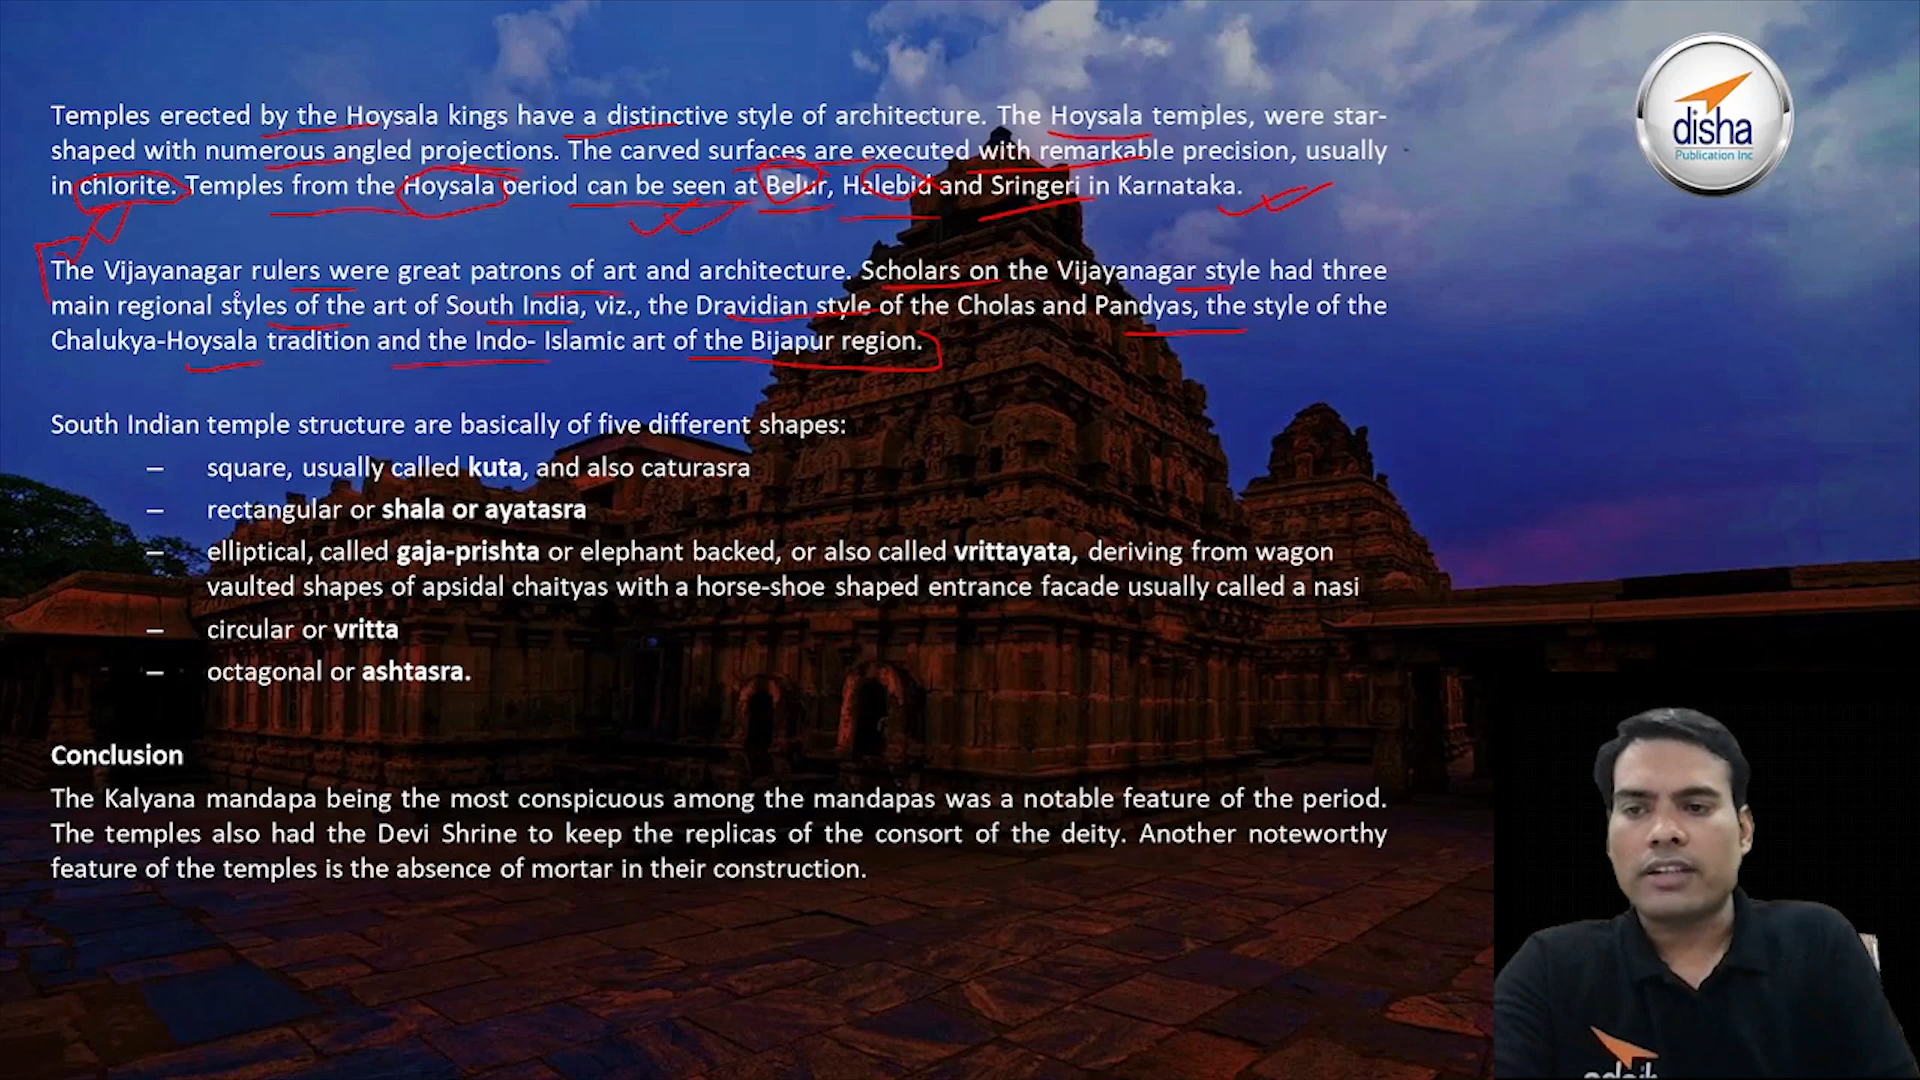 Temples erected by the Hoysala kings have a distinctive style of architecture. The Hoysala temples, were star-
shaped with numerous angled projections. The carved surfaces are executed with remarkable precision, usually
in chlorite. Temples from the Hoysala period can be seen at Belur, Halebid and Sringeri in Karnataka.
The Vijayanagar rulers were great patrons of art and architecture. Scholars on the Vijayanagar style had three
main regional styles of the art of South India, viz., the Dravidian style of the Cholas and Pandyas, the style of the
Chalukya-Hoysala tradition and the Indo- Islamic art of the Bijapur region.
South Indian temple structure are basically of five different shapes:
– square, usually called kuta, and also caturasra
– rectangular or shala or ayatasra
– elliptical, called gaja-prishta or elephant backed, or also called vrittayata, deriving from wagon
vaulted shapes of apsidal chaityas with a horse-shoe shaped entrance facade usually called a nasi
– circular or vritta
– octagonal or ashtasra.
Conclusion
The Kalyana mandapa being the most conspicuous among the mandapas was a notable feature of the period.
The temples also had the Devi Shrine to keep the replicas of the consort of the deity. Another noteworthy
feature of the temples is the absence of mortar in their construction.
disha
Publication Inc